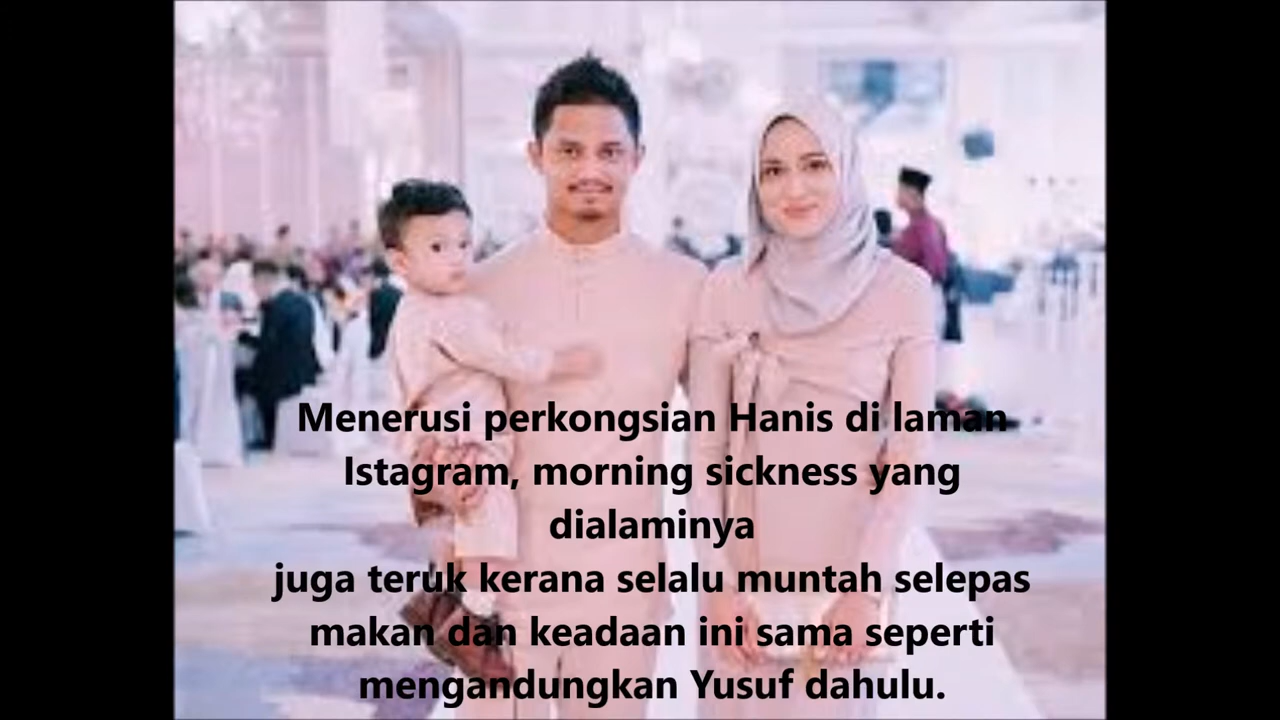 Menerusi perkongsian Hanis di laman
Istagram, morning sickness yang
dialaminya
juga teruk kerana selalu muntah selepas
makan dan keadaan ini sama seperti
mengandungkan Yusuf dahulu.